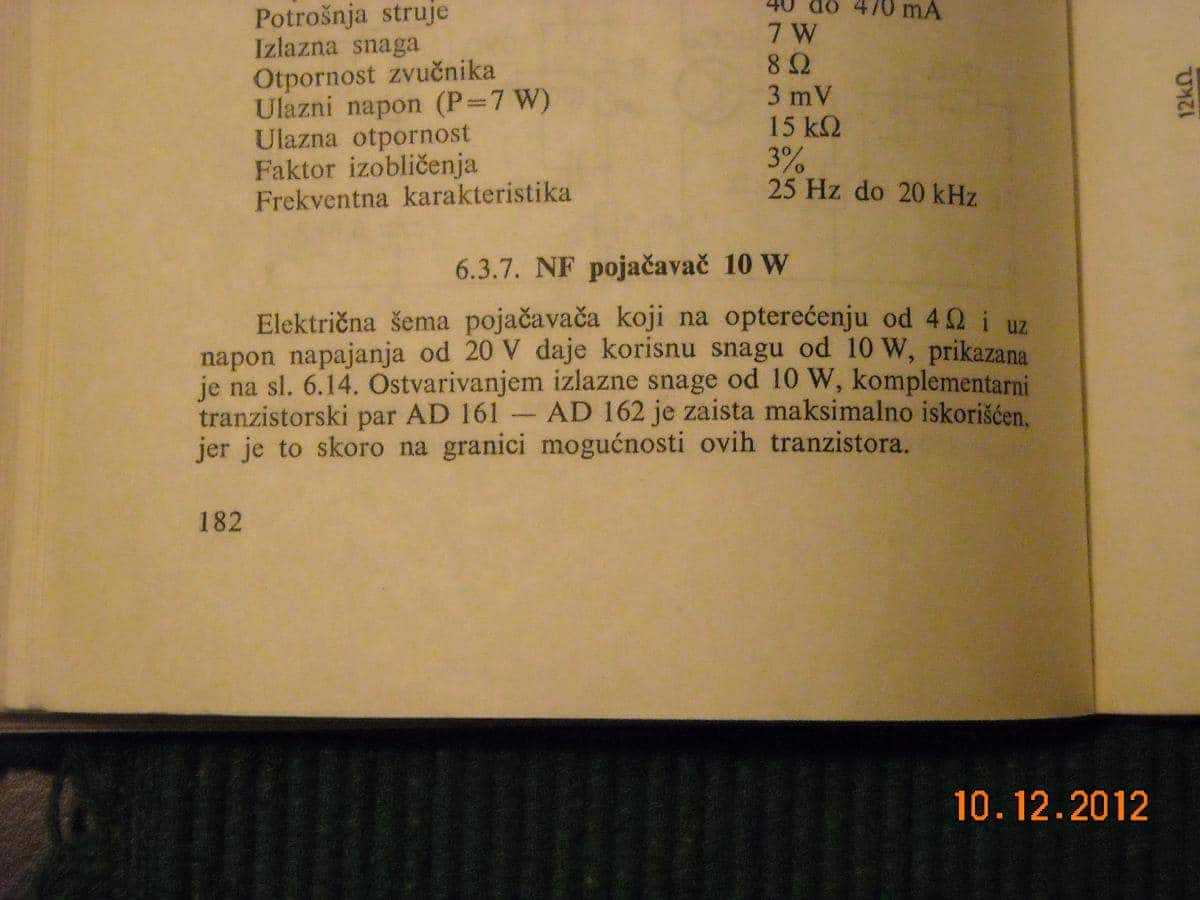 Potrošnja struje 40 do 470 mA
Izlazna snaga 7 W
Otpornost zvučnika 8 Ω
Ulazni napon (P=7 W) 3 mV
Ulazna otpornost 15 kΩ
Faktor izobličenja 3%
Frekventna karakteristika 25 Hz do 20 kHz
6.3.7. NF pojačavač 10 W
Električna šema pojačavača koji na opterećenju od 4 Ω i uz
napon napajanja od 20 V daje korisnu snagu od 10 W, prikazana
je na sl. 6.14. Ostvarivanjem izlazne snage od 10 W, komplementarni
tranzistorski par AD 161 — AD 162 je zaista maksimalno iskorišćen,
jer je to skoro na granici mogućnosti ovih tranzistora.
182
12kΩ
10.12.2012